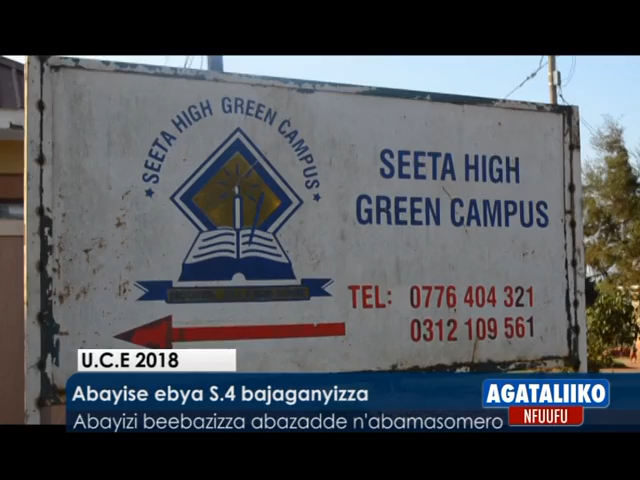 SEETA HIGH GREEN CAMPUS
SEETA HIGH
GREEN CAMPUS
TEL: 0776 404 321
0312 109 561
U.C.E 2018
Abayise ebya S.4 bajaganyizza
Abayizi beebazizza abazadde n'abamasomero
AGATALIIKO
NFUUFU